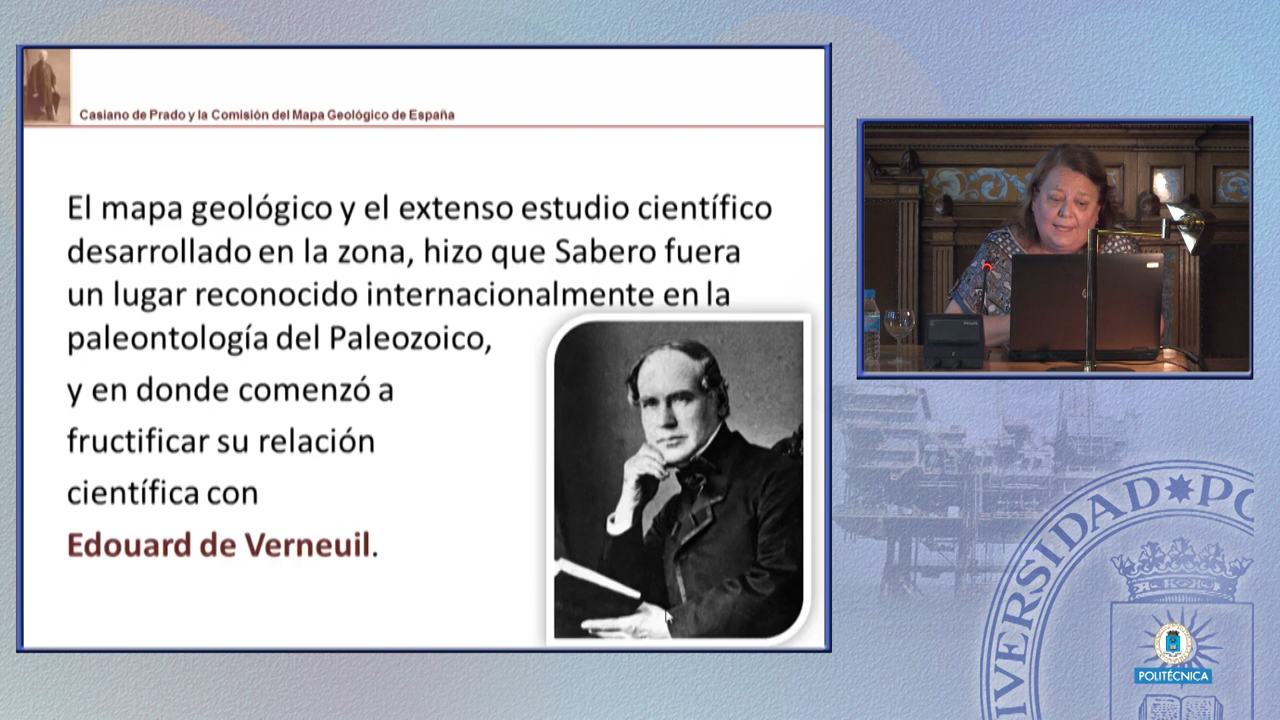 Casiano de Prado y la Comisión del Mapa Geológico de España
El mapa geológico y el extenso estudio científico
desarrollado en la zona, hizo que Sabero fuera
un lugar reconocido internacionalmente en la
paleontología del Paleozoico,
y en donde comenzó a
fructificar su relación
científica con
Edouard de Verneuil.
IVERSIDAD PO
POLITÉCNICA